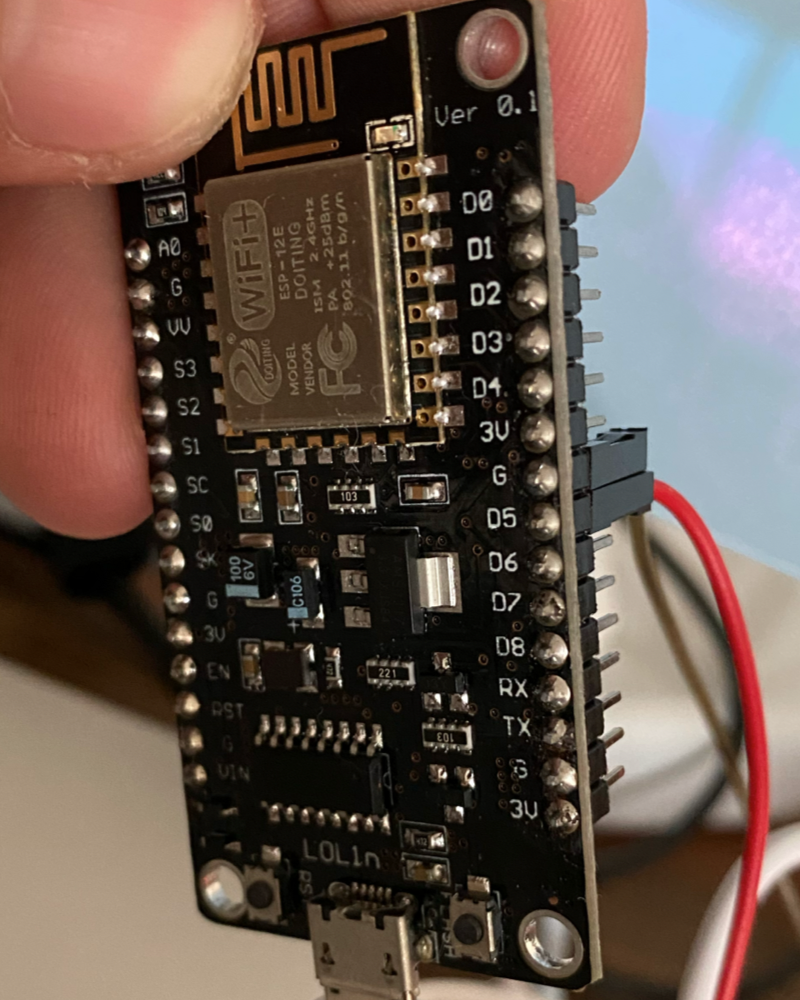 Ver 0.1
WiFi+
ESP-12E
DOITING
ISM 2.4GHz
PA +25dBm
802.11 b/g/n
®
DOITING
MODEL
VENDOR
FC
A0
G
VV
S3
S2
S1
SC
S0
SK
G
3V
EN
RST
G
VIN
D0
D1
D2
D3
D4
3V
G
D5
D6
D7
D8
RX
TX
G
3V
103
100
6V
C106
+
221
103
LOLin